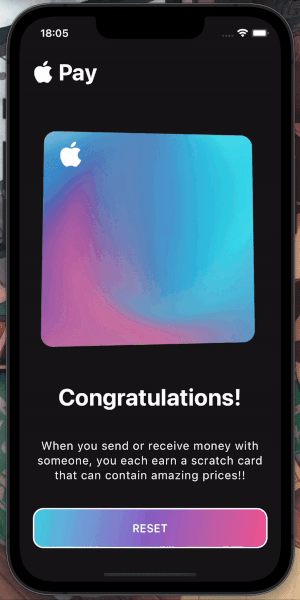 18:05
Pay
Congratulations!
When you send or receive money with
someone, you each earn a scratch card
that can contain amazing prices!!
RESET